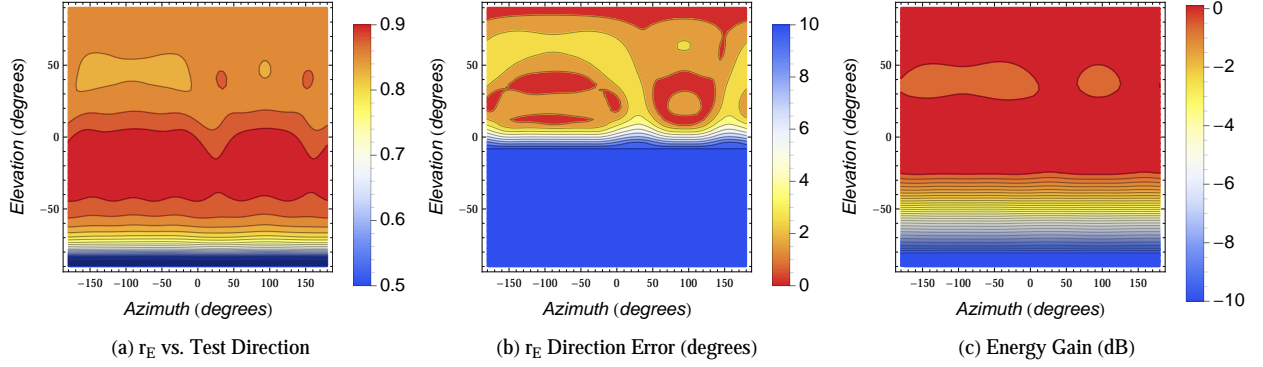 50
0
−50
−150 −100 −50 0 50 100 150
Elevation (degrees)
Azimuth (degrees)
0.9
0.8
0.7
0.6
0.5
(a) rE vs. Test Direction
50
0
−50
−150 −100 −50 0 50 100 150
Elevation (degrees)
Azimuth (degrees)
10
8
6
4
2
0
(b) rE Direction Error (degrees)
50
0
−50
−150 −100 −50 0 50 100 150
Elevation (degrees)
Azimuth (degrees)
0
−2
−4
−6
−8
−10
(c) Energy Gain (dB)